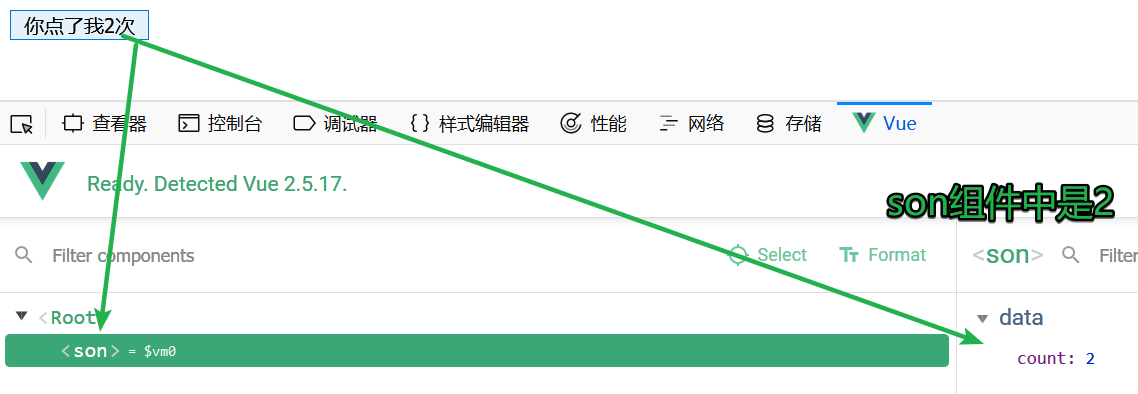 你点了我2次
查看器 控制台 调试器 样式编辑器 性能 网络 存储 Vue
Ready. Detected Vue 2.5.17.
son组件中是2
Filter components Select Format <son> Filter
<Root
<son> = $vm0
data
count: 2